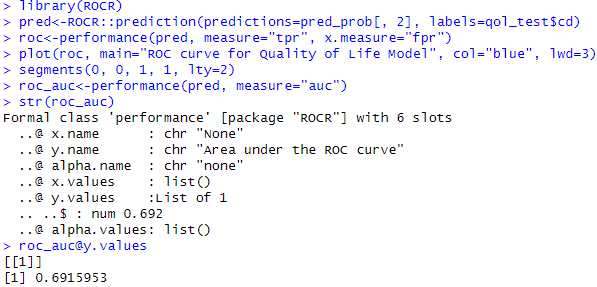 > library(ROCR)
> pred<-ROCR::prediction(predictions=pred_prob[, 2], labels=qol_test$cd)
> roc<-performance(pred, measure="tpr", x.measure="fpr")
> plot(roc, main="ROC curve for Quality of Life Model", col="blue", lwd=3)
> segments(0, 0, 1, 1, lty=2)
> roc_auc<-performance(pred, measure="auc")
> str(roc_auc)
Formal class 'performance' [package "ROCR"] with 6 slots
  ..@ x.name      : chr "None"
  ..@ y.name      : chr "Area under the ROC curve"
  ..@ alpha.name  : chr "none"
  ..@ x.values    : list()
  ..@ y.values    :List of 1
  .. ..$ : num 0.692
  ..@ alpha.values: list()
> roc_auc@y.values
[[1]]
[1] 0.6915953